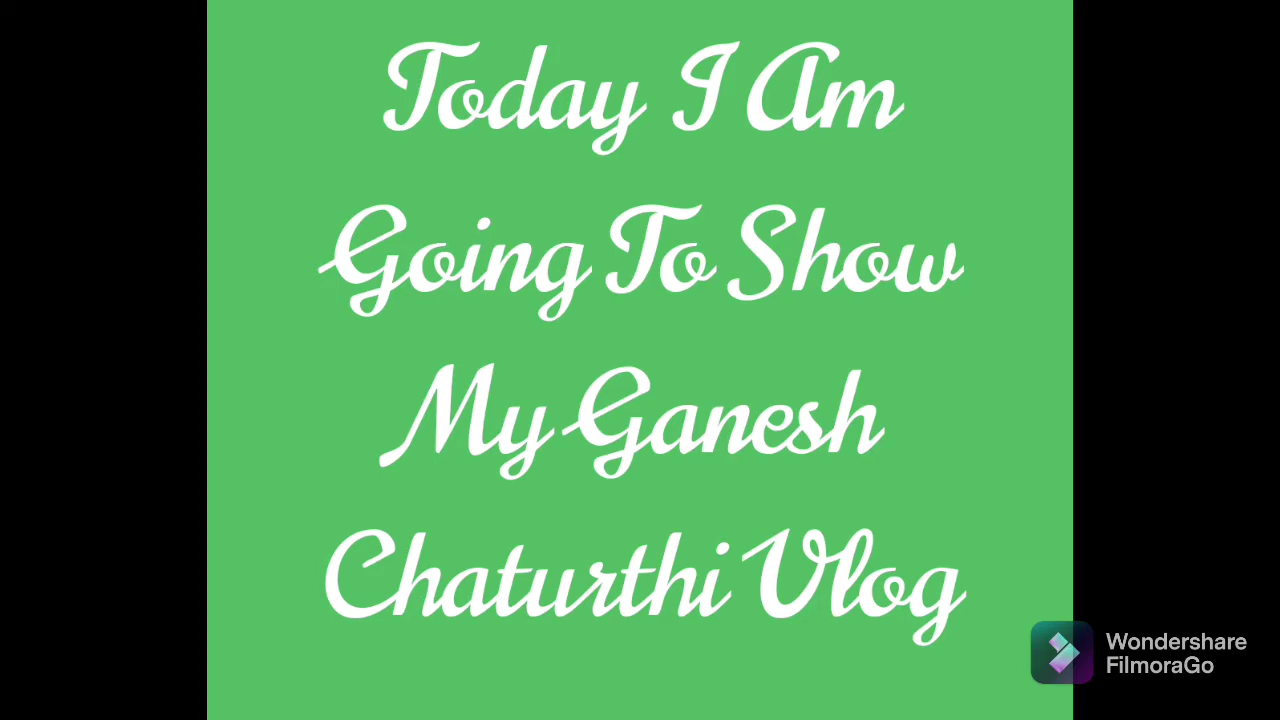 Today I Am
Going To Show
My Ganesh
Chaturthi Vlog
Wondershare
FilmoraGo